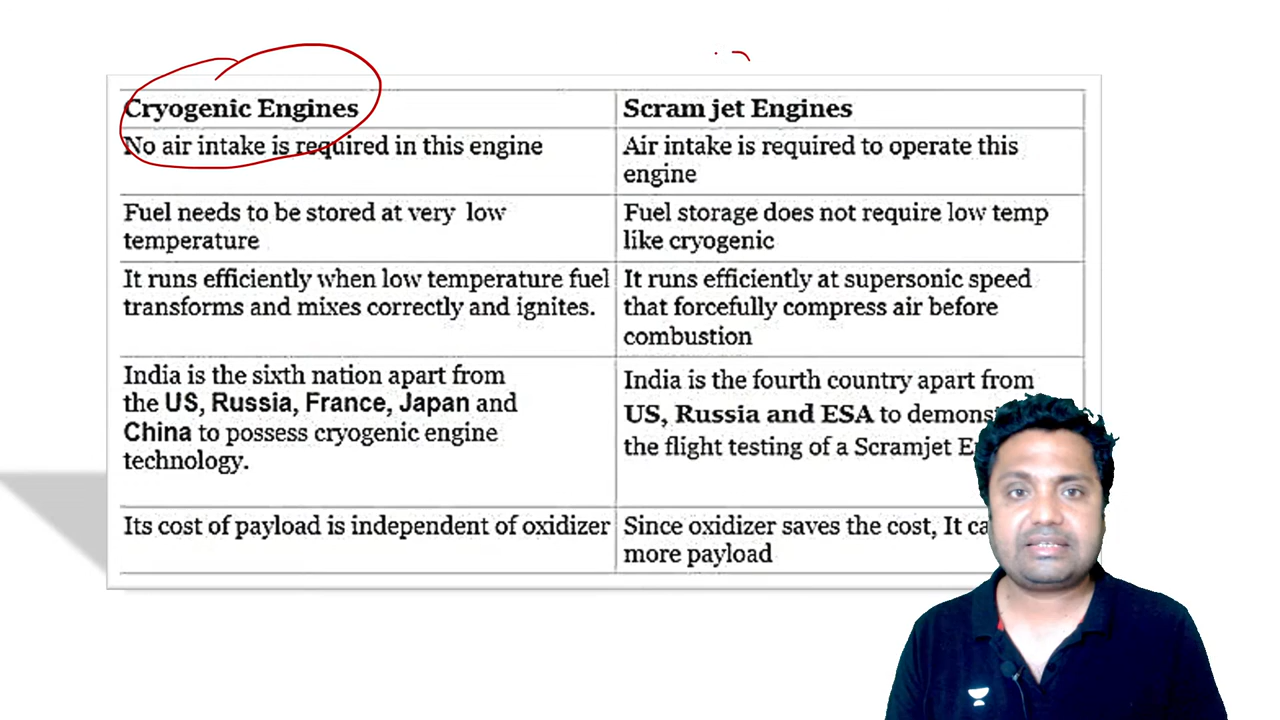 Cryogenic Engines
Scram jet Engines
No air intake is required in this engine
Air intake is required to operate this
engine
Fuel needs to be stored at very low
temperature
Fuel storage does not require low temp
like cryogenic
It runs efficiently when low temperature fuel
transforms and mixes correctly and ignites.
It runs efficiently at supersonic speed
that forcefully compress air before
combustion
India is the sixth nation apart from
the US, Russia, France, Japan and
China to possess cryogenic engine
technology.
India is the fourth country apart from
US, Russia and ESA to
the flight testing of a Scramjet
Its cost of payload is independent of oxidizer
Since oxidizer saves the cost, It
more payload